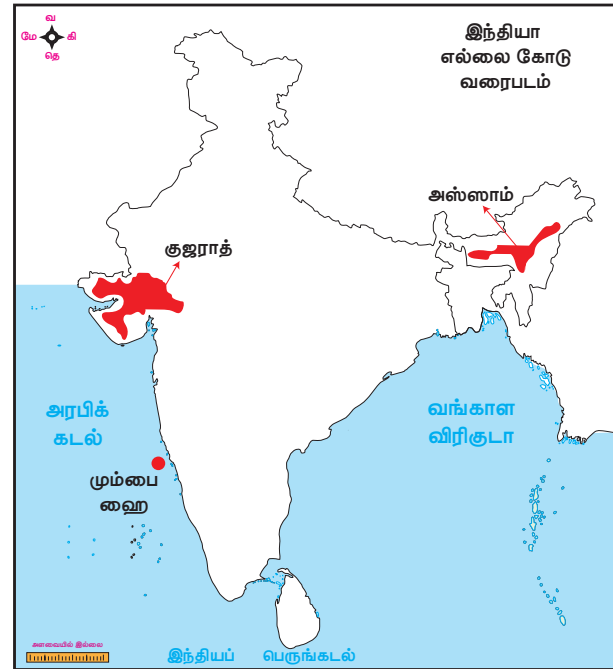 வ
மே கி
தெ
இந்தியா
எல்லை கோடு
வரைபடம்
அஸ்ஸாம்
குஜராத்
அரபிக்
கடல்
வங்காள
விரிகுடா
மும்பை
ஹை
அளவையில் இல்லை
இந்தியப் பெருங்கடல்